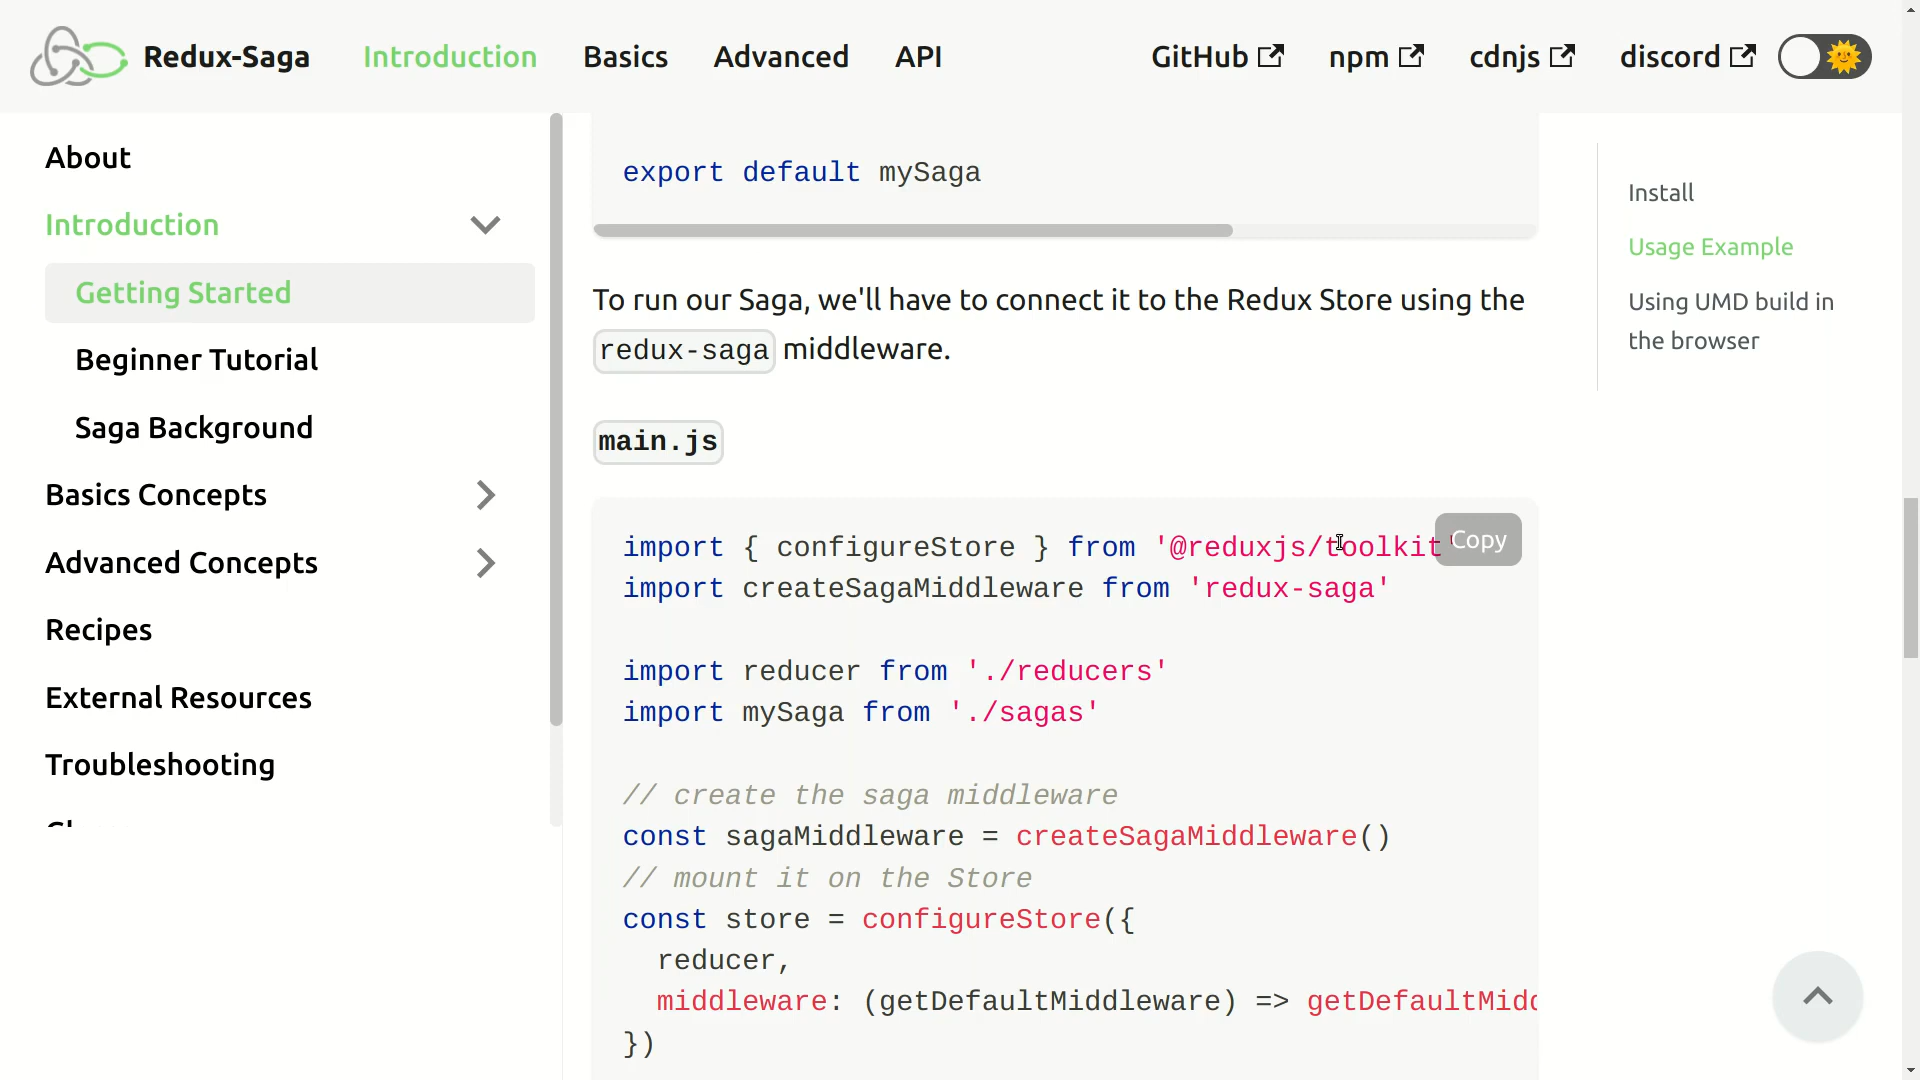 Redux-Saga Introduction Basics Advanced API GitHub npm cdnjs discord
About
Introduction
Getting Started
Beginner Tutorial
Saga Background
Basics Concepts
Advanced Concepts
Recipes
External Resources
Troubleshooting
export default mySaga
To run our Saga, we'll have to connect it to the Redux Store using the
redux-saga middleware.
main.js
Copy
import { configureStore } from '@reduxjs/toolkit'
import createSagaMiddleware from 'redux-saga'
import reducer from './reducers'
import mySaga from './sagas'
// create the saga middleware
const sagaMiddleware = createSagaMiddleware()
// mount it on the Store
const store = configureStore({
reducer,
middleware: (getDefaultMiddleware) => getDefaultMidd
})
Install
Usage Example
Using UMD build in
the browser